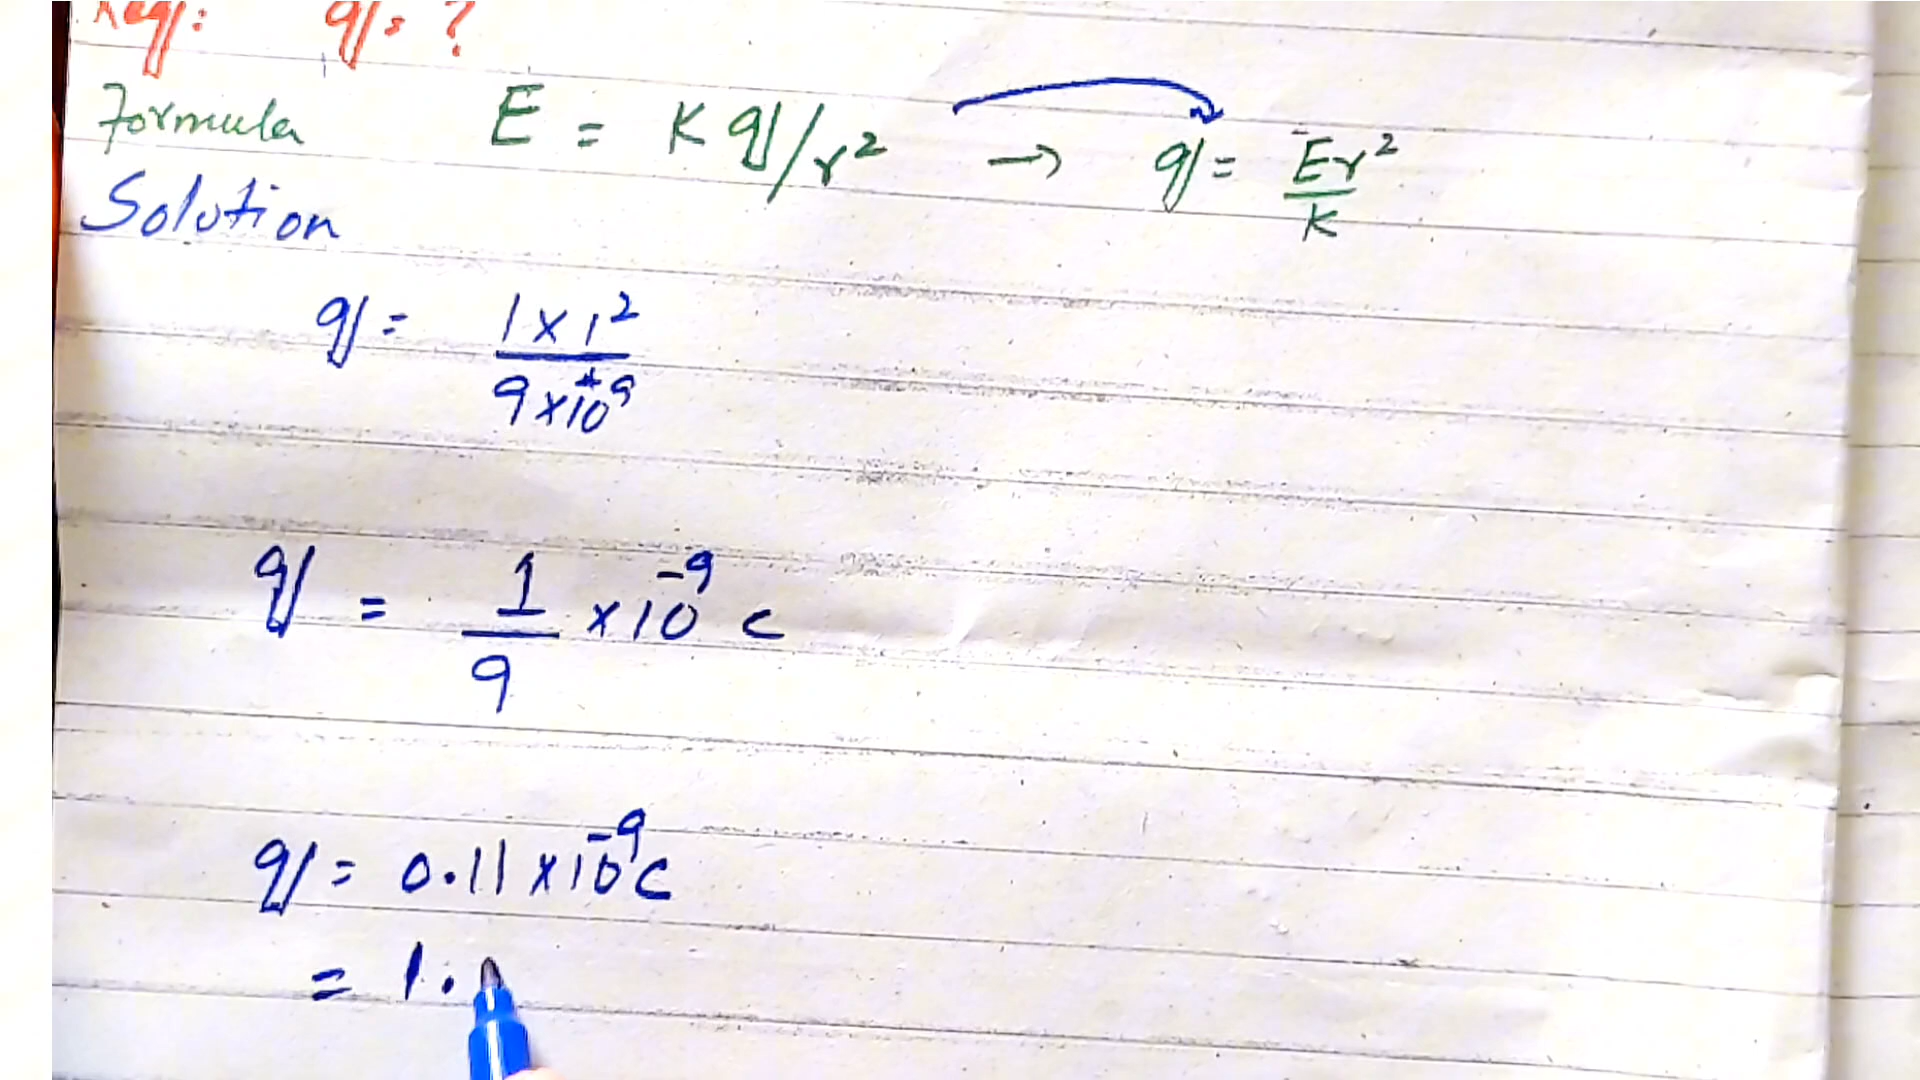 Req: q = ?
Formula E = Kq/r² → q = Er²/K
Solution
q = 1 x 1² / 9 x 10⁺⁹
q = 1/9 x 10⁻⁹ c
q = 0.11 x 10⁻⁹ c
= 1.